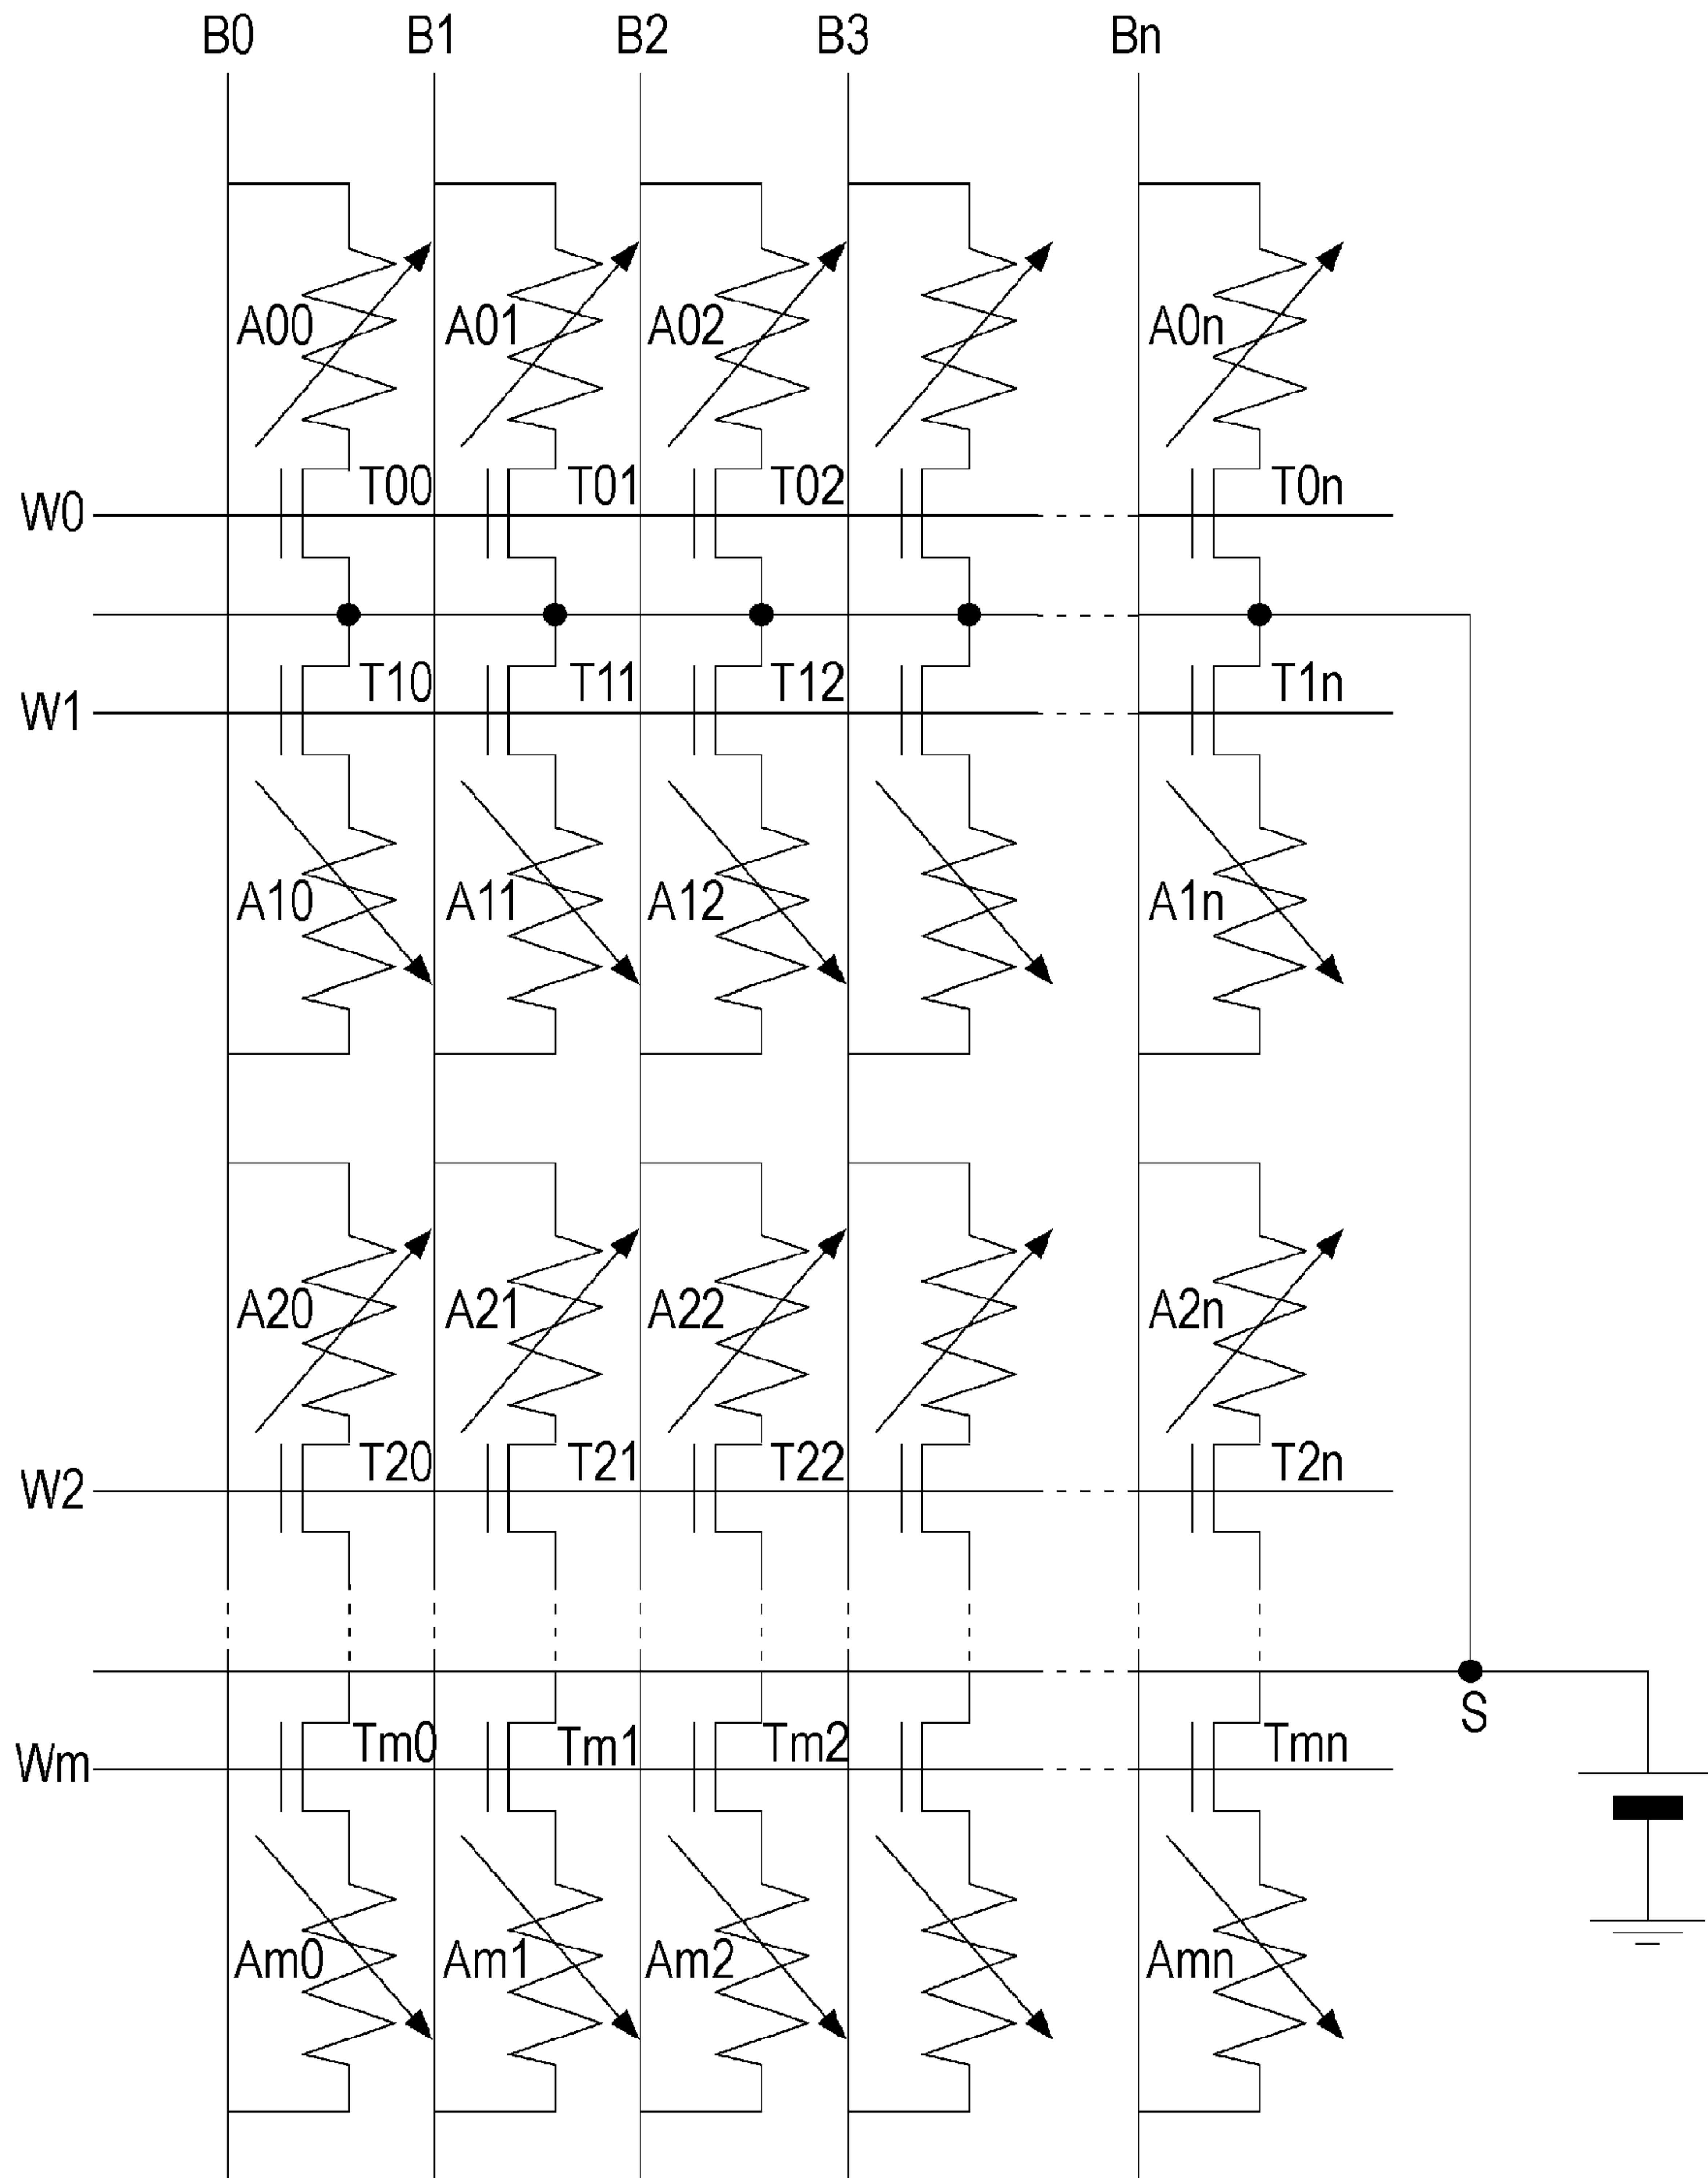 B0 B1 B2 B3 Bn
A00 A01 A02 A0n
T00 T01 T02 T0n
W0
T10 T11 T12 T1n
W1
A10 A11 A12 A1n
A20 A21 A22 A2n
T20 T21 T22 T2n
W2
S
Tm0 Tm1 Tm2 Tmn
Wm
Am0 Am1 Am2 Amn